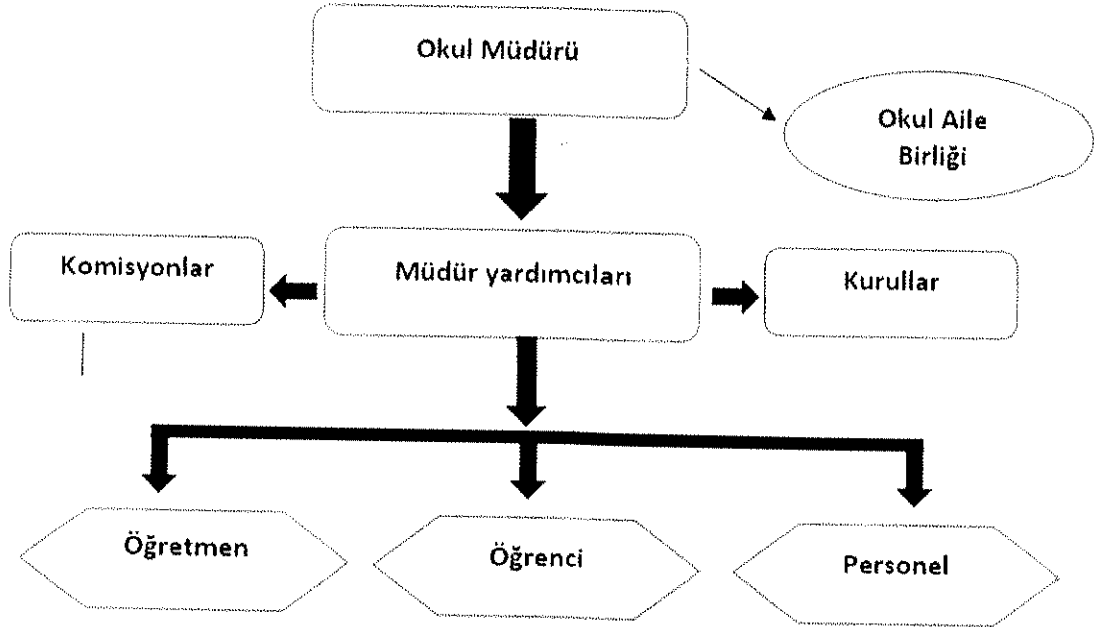 Okul Müdürü
Okul Aile
Birliği
Komisyonlar
Müdür yardımcıları
Kurullar
Öğretmen
Öğrenci
Personel